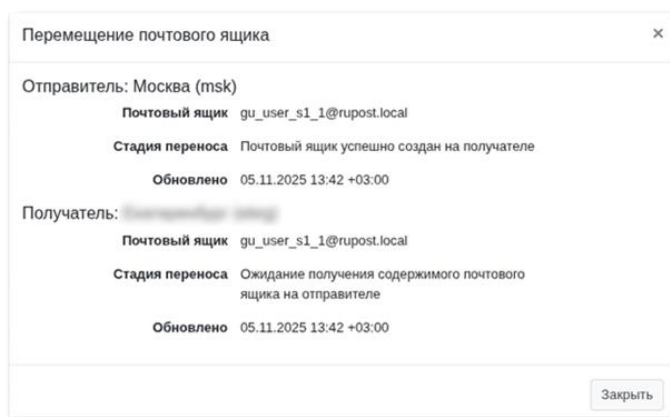 Перемещение почтового ящика ×
Отправитель: Москва (msk)
Почтовый ящик gu_user_s1_1@rupost.local
Стадия переноса Почтовый ящик успешно создан на получателе
Обновлено 05.11.2025 13:42 +03:00
Получатель:
Почтовый ящик gu_user_s1_1@rupost.local
Стадия переноса Ожидание получения содержимого почтового
ящика на отправителе
Обновлено 05.11.2025 13:42 +03:00
Закрыть